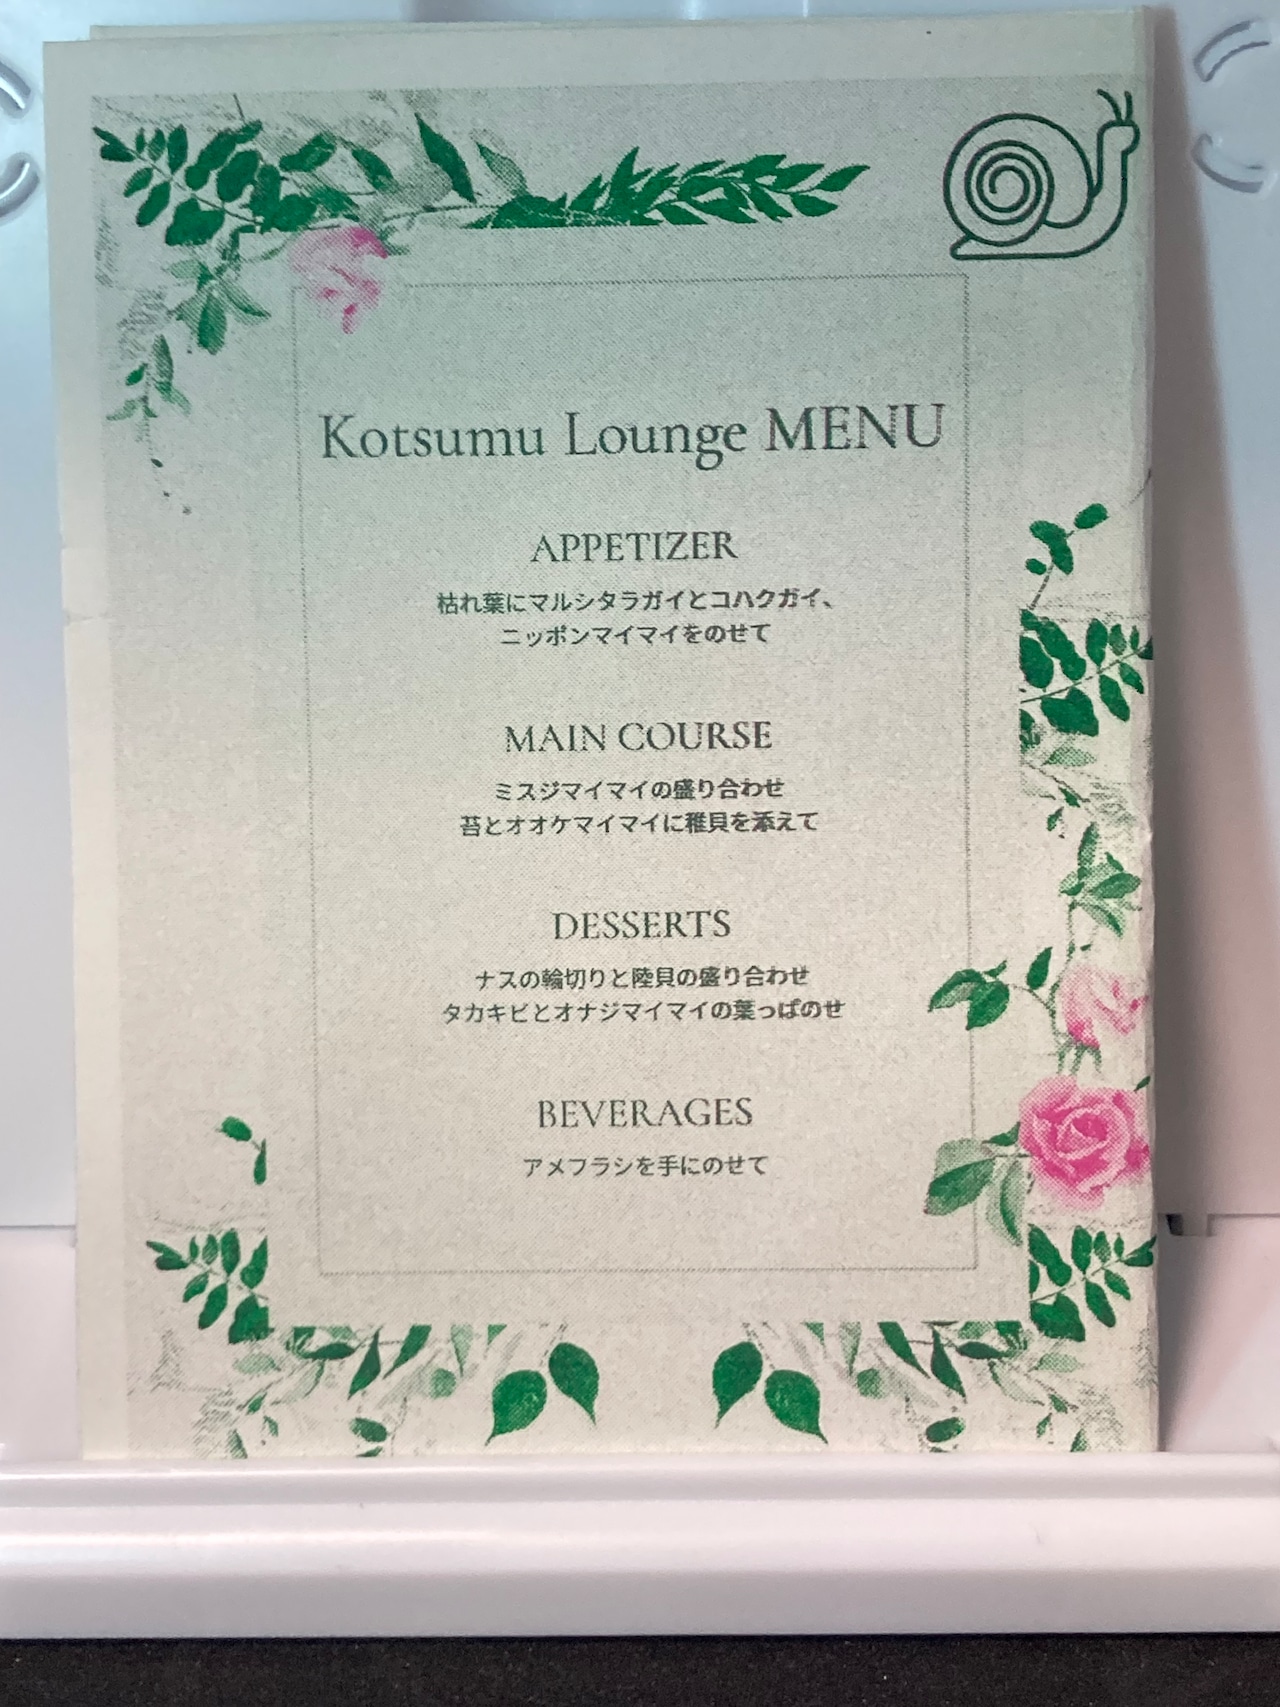 Kotsumu Lounge MENU
APPETIZER
枯れ葉にマルシタラガイとコハクガイ、
ニッポンマイマイをのせて
MAIN COURSE
ミスジマイマイの盛り合わせ
苔とオオケマイマイに稚貝を添えて
DESSERTS
ナスの輪切りと陸貝の盛り合わせ
タカキビとオナジマイマイの葉っぱのせ
BEVERAGES
アメフラシを手にのせて